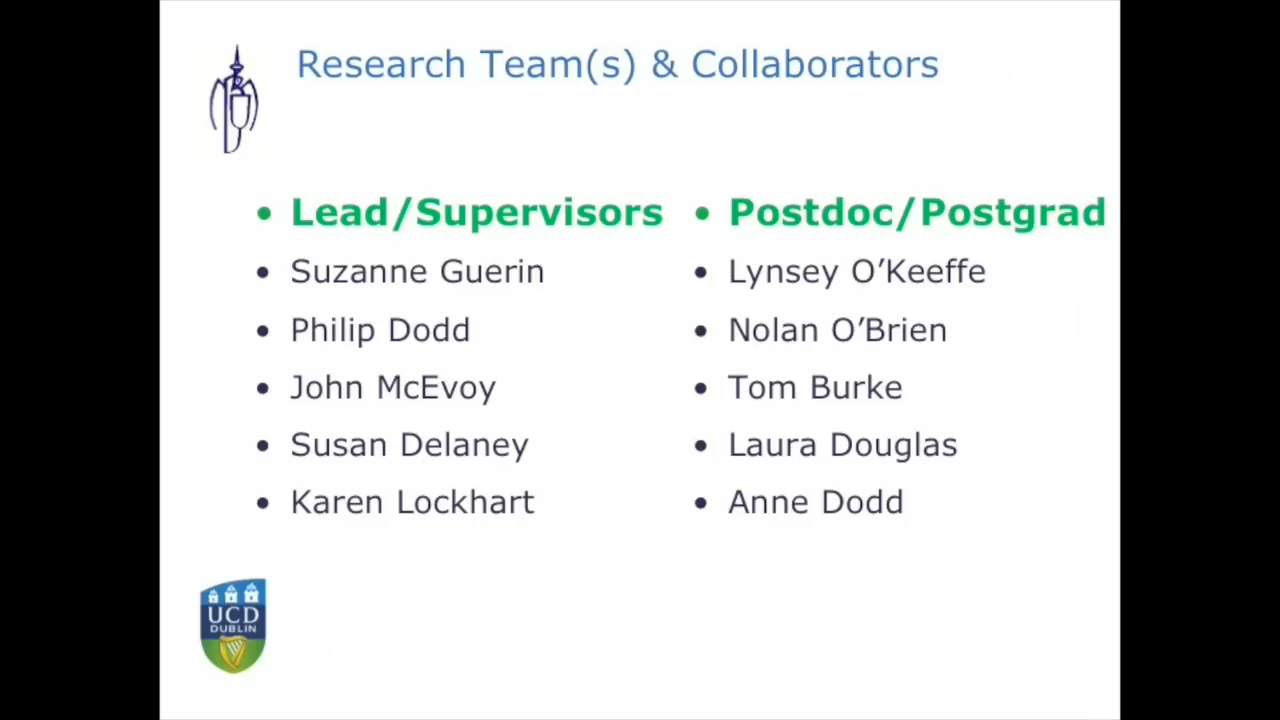 Research Team(s) & Collaborators
• Lead/Supervisors
• Suzanne Guerin
• Philip Dodd
• John McEvoy
• Susan Delaney
• Karen Lockhart
• Postdoc/Postgrad
• Lynsey O’Keeffe
• Nolan O’Brien
• Tom Burke
• Laura Douglas
• Anne Dodd
UCD
DUBLIN